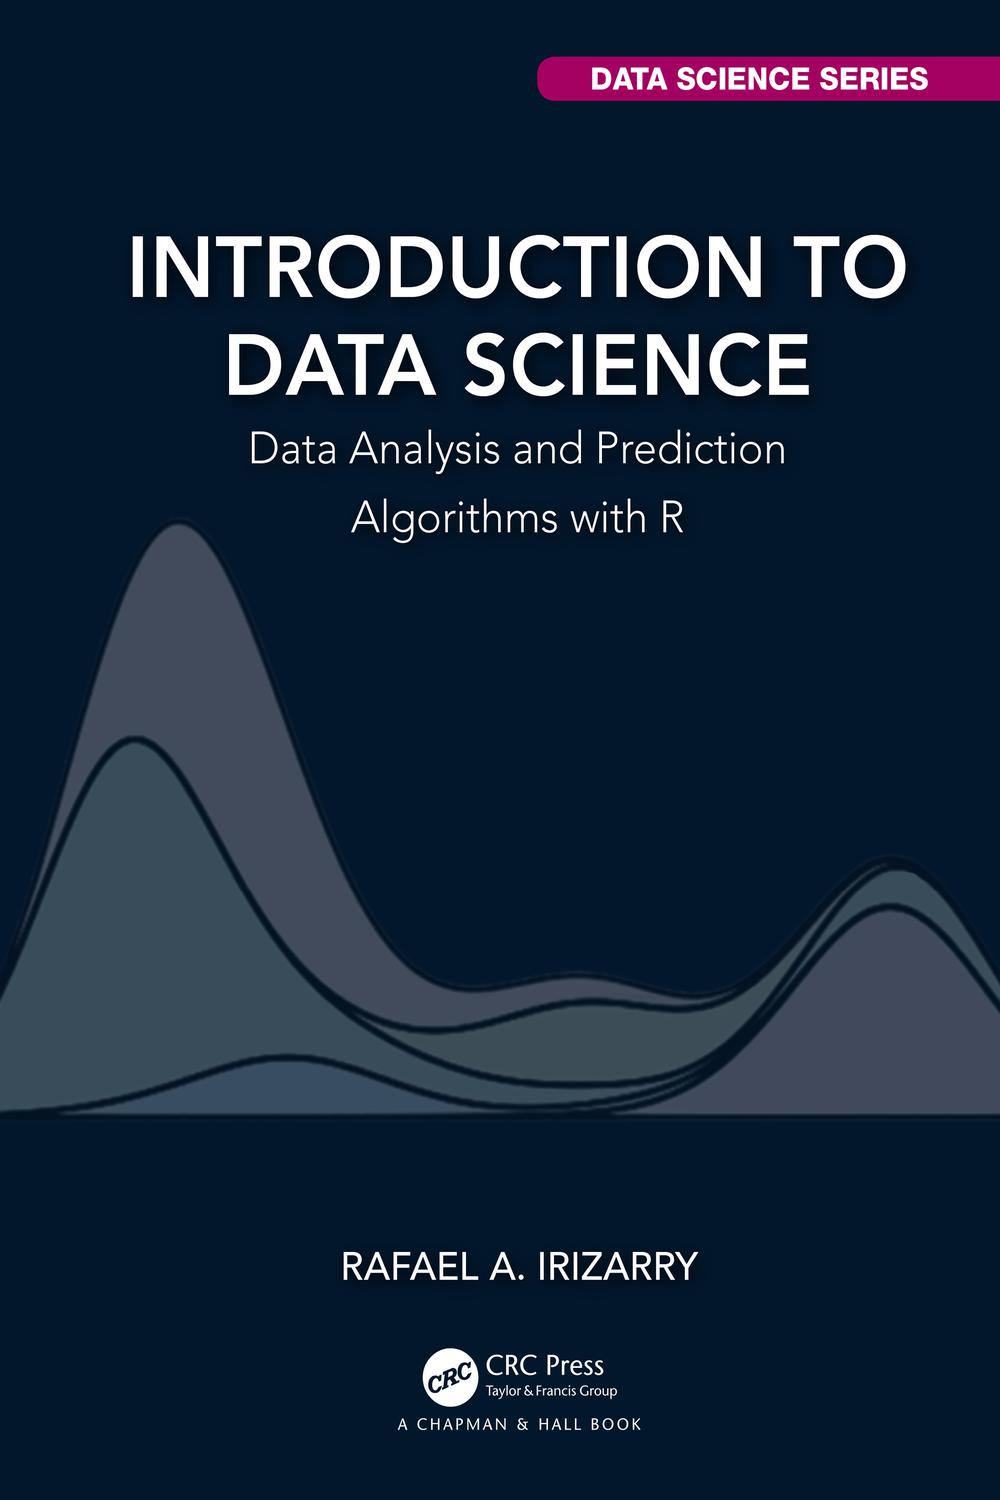 DATA SCIENCE SERIES
INTRODUCTION TO
DATA SCIENCE
Data Analysis and Prediction
Algorithms with R
RAFAEL A. IRIZARRY
CRC
CRC Press
Taylor & Francis Group
A CHAPMAN & HALL BOOK